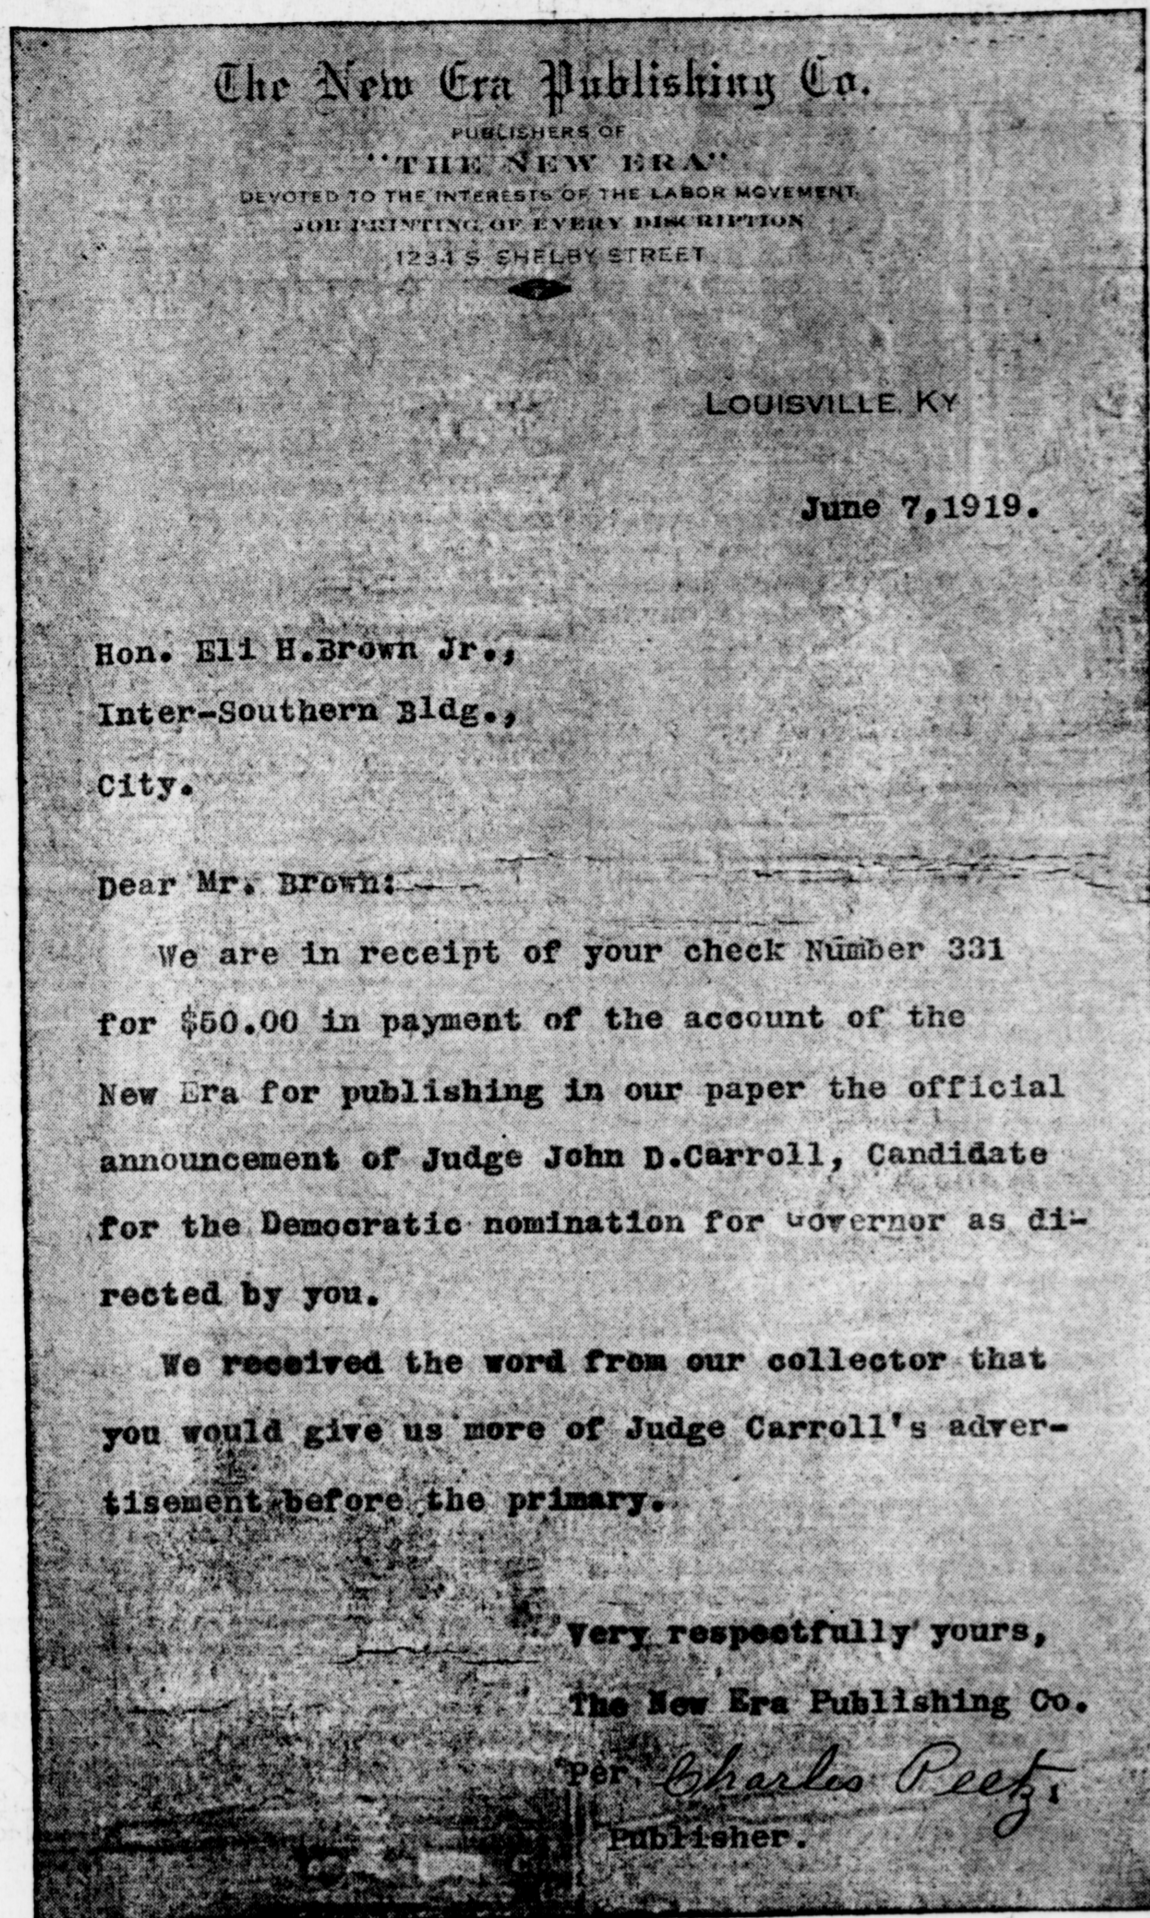 The New Era Publishing Co.
PUBLISHERS OF
"THE NEW ERA"
DEVOTED TO THE INTERESTS OF THE LABOR MOVEMENT.
JOB PRINTING OF EVERY DISCRIPTION
1234 S SHELBY STREET
LOUISVILLE, KY
June 7,1919.
Hon. Eli H.Brown Jr.,
Inter-Southern Bldg.,
City.
Dear Mr. Brown:——
We are in receipt of your check Number 331
for $50.00 in payment of the account of the
New Era for publishing in our paper the official
announcement of Judge John D.Carroll, Candidate
for the Democratic nomination for Governor as di-
rected by you.
We received the word from our collector that
you would give us more of Judge Carroll's adver-
tisement before the primary.
Very respectfully yours,
The New Era Publishing Co.
Per Charles Peetz.
Publisher.